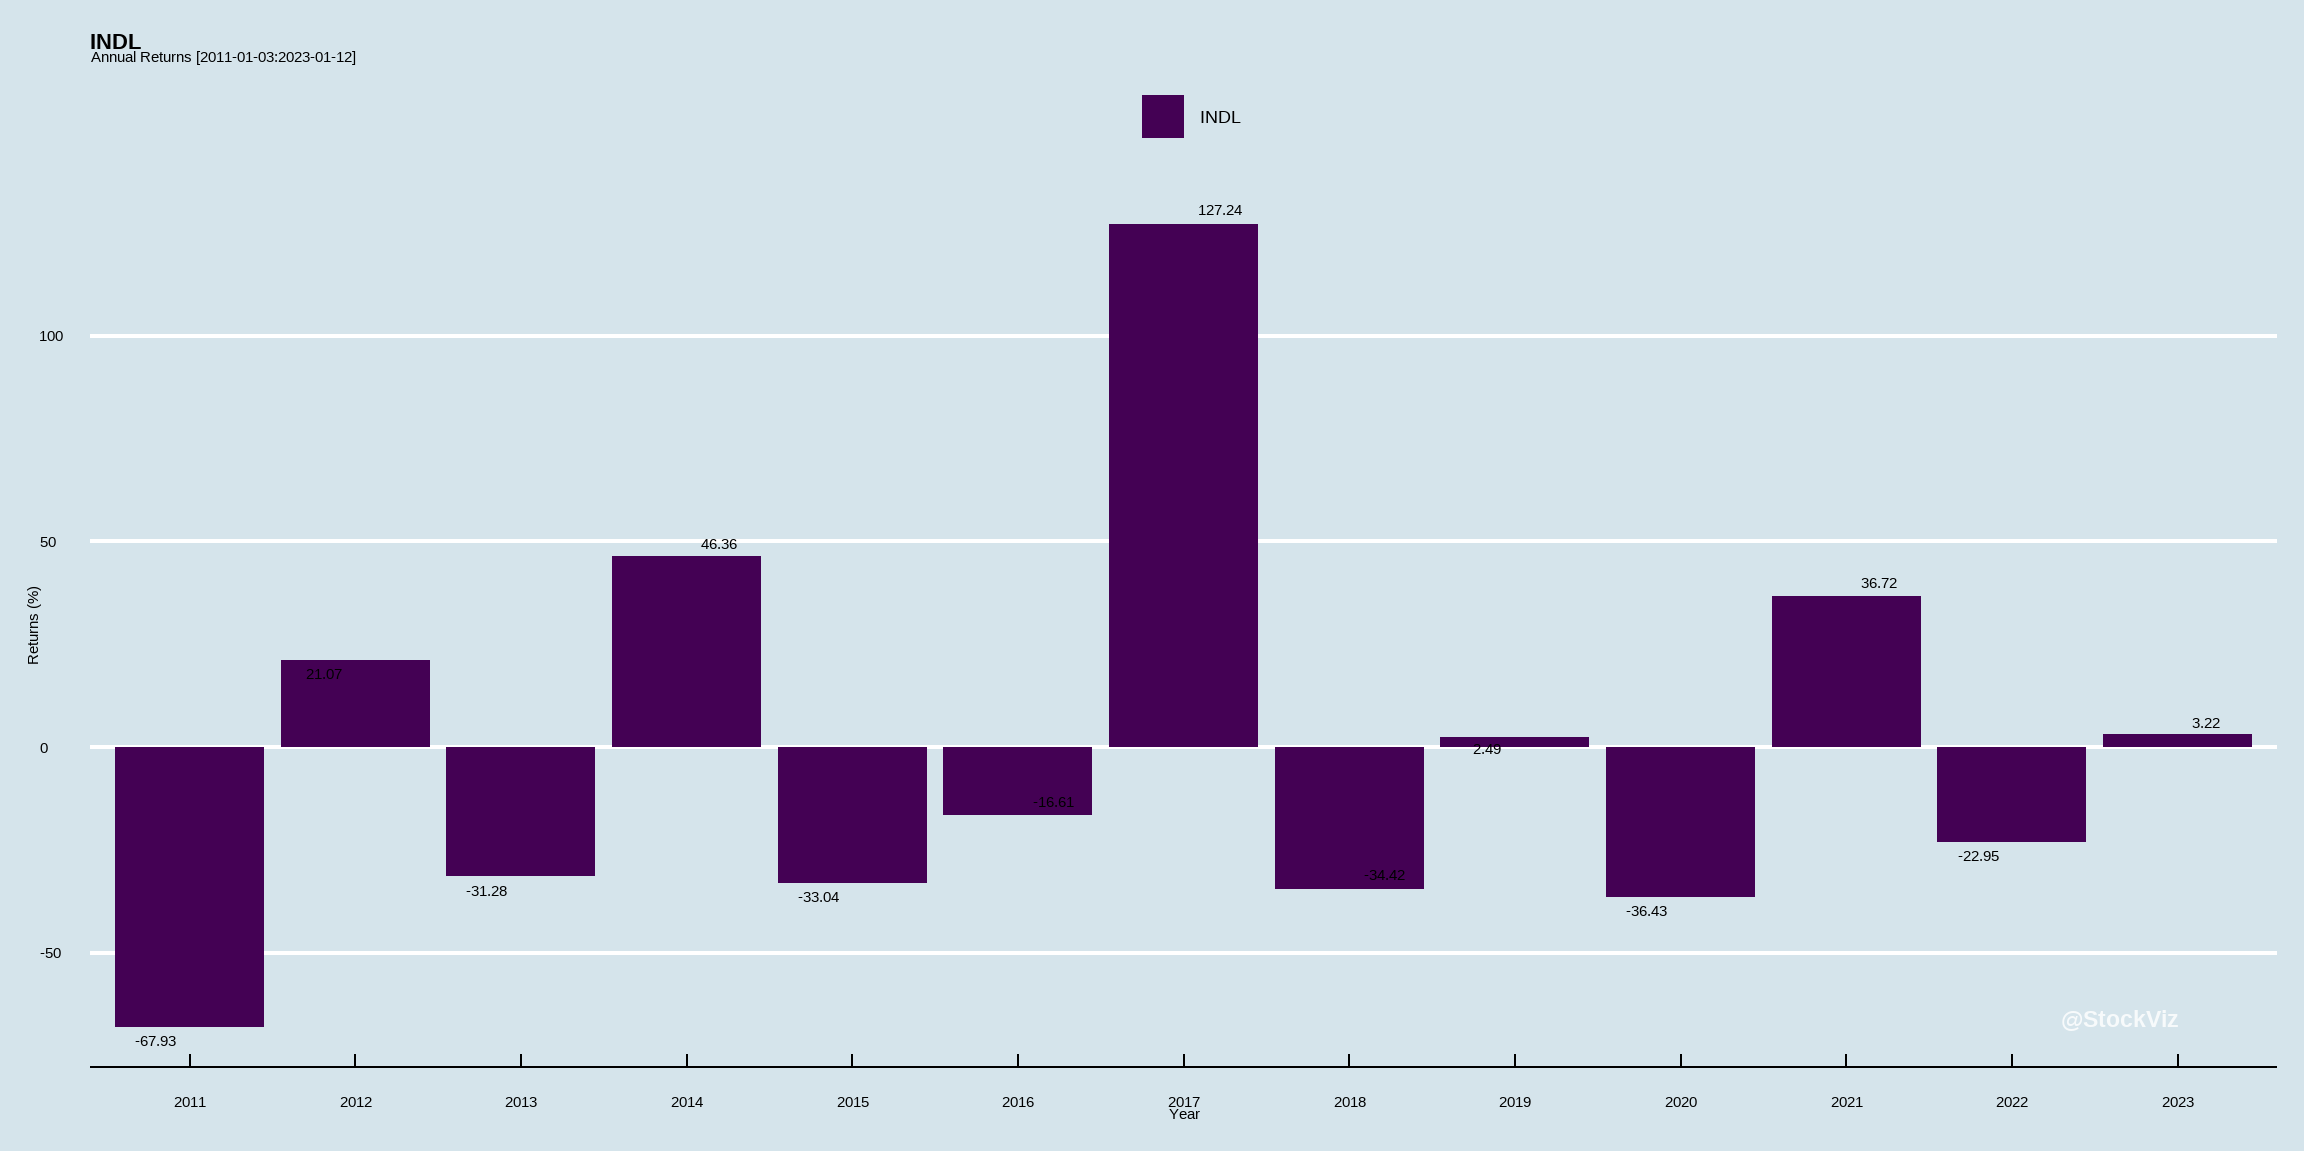 INDL
Annual Returns [2011-01-03:2023-01-12]
INDL
127.24
100
46.36
50
36.72
Returns (%)
21.07
3.22
0
2.49
-16.61
-22.95
-34.42
-31.28
-33.04
-36.43
-50
@StockViz
-67.93
2011 2012 2013 2014 2015 2016 2017 2018 2019 2020 2021 2022 2023
Year